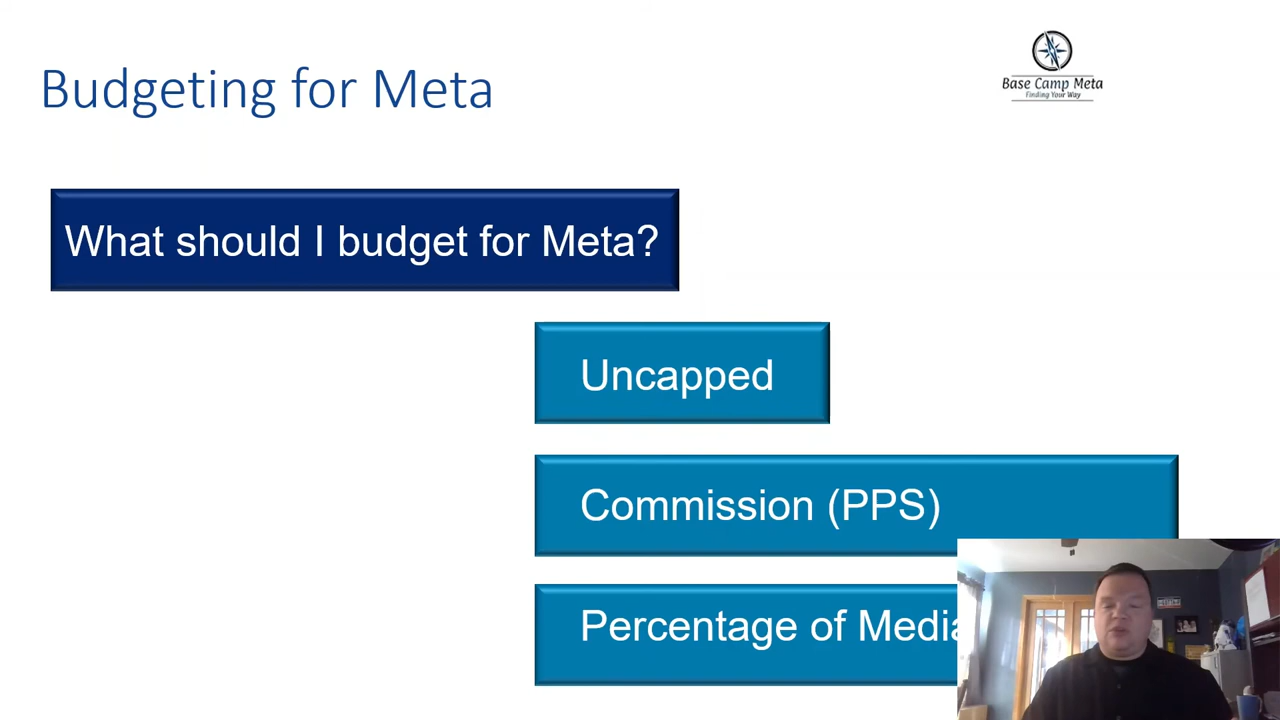 Budgeting for Meta
Base Camp Meta
Finding Your Way
What should I budget for Meta?
Uncapped
Commission (PPS)
Percentage of Media